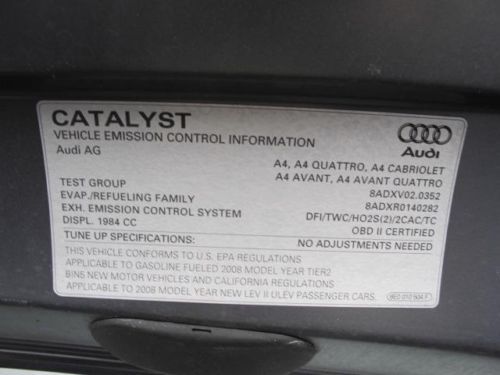 CATALYST
VEHICLE EMISSION CONTROL INFORMATION
Audi AG
Audi
A4, A4 QUATTRO, A4 CABRIOLET
A4 AVANT, A4 AVANT QUATTRO
TEST GROUP 8ADXV02.0352
EVAP./REFUELING FAMILY 8ADXR0140282
EXH. EMISSION CONTROL SYSTEM DFI/TWC/HO2S(2)/2CAC/TC
DISPL. 1984 CC OBD II CERTIFIED
TUNE UP SPECIFICATIONS: NO ADJUSTMENTS NEEDED
THIS VEHICLE CONFORMS TO U.S. EPA REGULATIONS
APPLICABLE TO GASOLINE FUELED 2008 MODEL YEAR TIER2
BIN5 NEW MOTOR VEHICLES AND CALIFORNIA REGULATIONS
APPLICABLE TO 2008 MODEL YEAR NEW LEV II ULEV PASSENGER CARS.